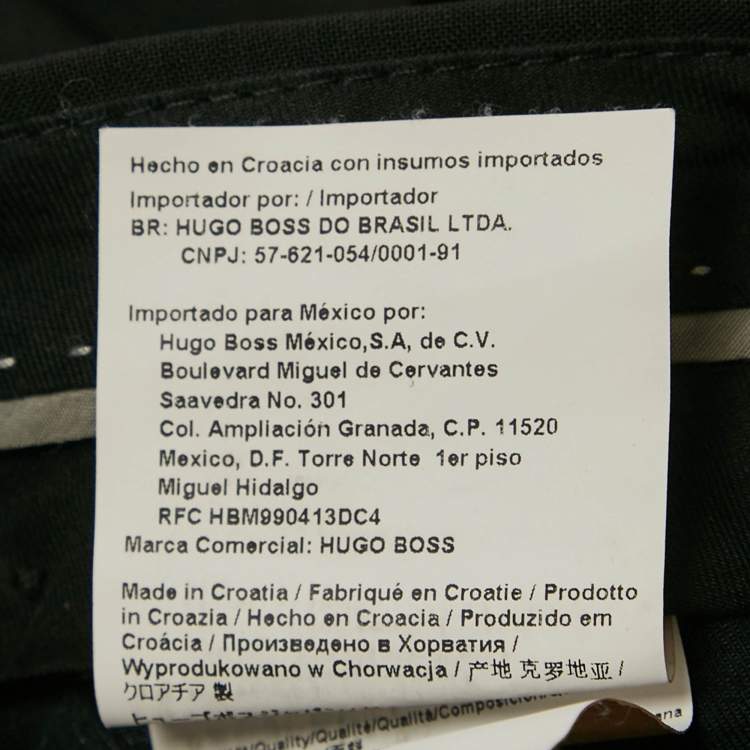 Hecho en Croacia con insumos importados
Importador por: / Importador
BR: HUGO BOSS DO BRASIL LTDA.
CNPJ: 57-621-054/0001-91
Importado para México por:
Hugo Boss México,S.A, de C.V.
Boulevard Miguel de Cervantes
Saavedra No. 301
Col. Ampliación Granada, C.P. 11520
Mexico, D.F. Torre Norte 1er piso
Miguel Hidalgo
RFC HBM990413DC4
Marca Comercial: HUGO BOSS
Made in Croatia / Fabriqué en Croatie / Prodotto
in Croazia / Hecho en Croacia / Produzido em
Croácia / Произведено в Хорватия /
Wyprodukowano w Chorwacja / 产地 克罗地亚 /
クロアチア 製
Quality/Qualité/Qualità/Composición/